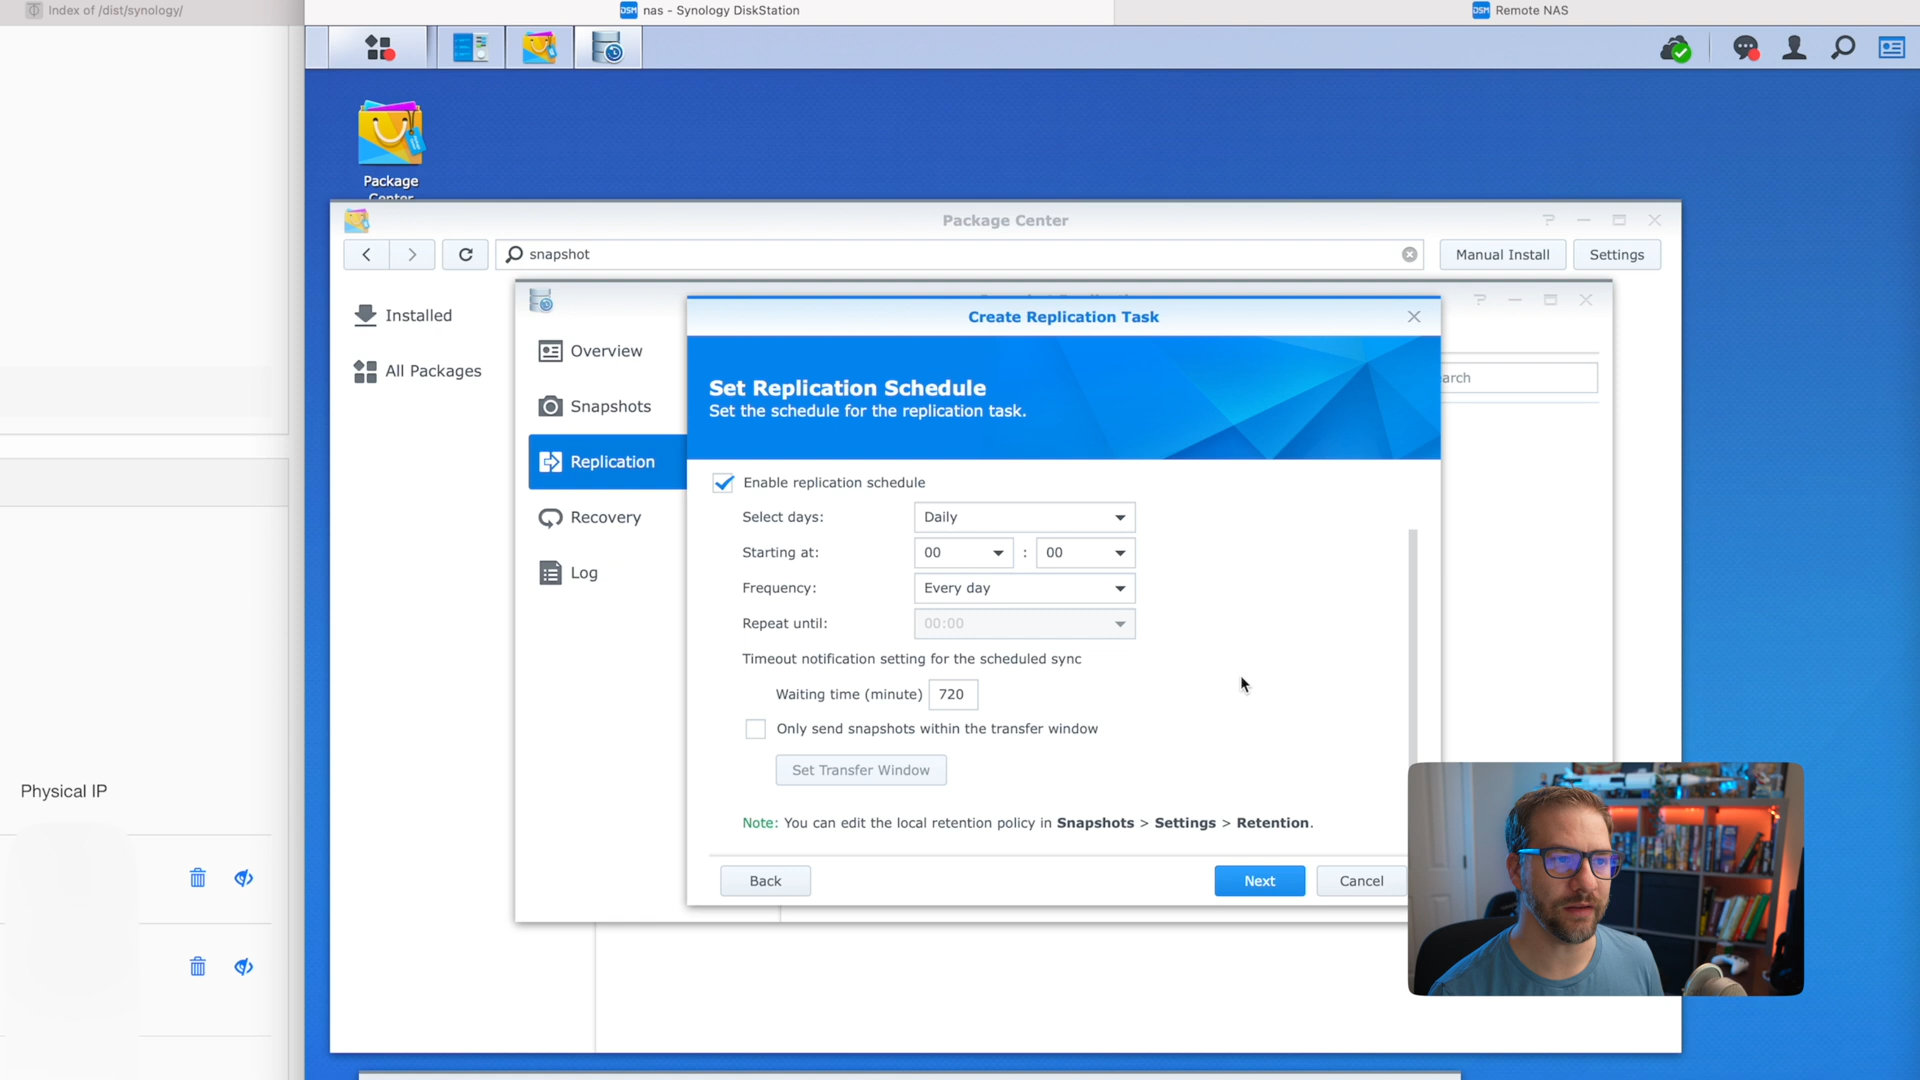 Index of /dist/synology/
nas - Synology DiskStation
Remote NAS
Package
Center
Package Center
snapshot
Manual Install
Settings
Installed
All Packages
Create Replication Task
Overview
Snapshots
Replication
Recovery
Log
Set Replication Schedule
Set the schedule for the replication task.
Enable replication schedule
Select days: Daily
Starting at: 00 : 00
Frequency: Every day
Repeat until: 00:00
Timeout notification setting for the scheduled sync
Waiting time (minute) 720
Only send snapshots within the transfer window
Set Transfer Window
Note: You can edit the local retention policy in Snapshots > Settings > Retention.
Back
Next
Cancel
Physical IP